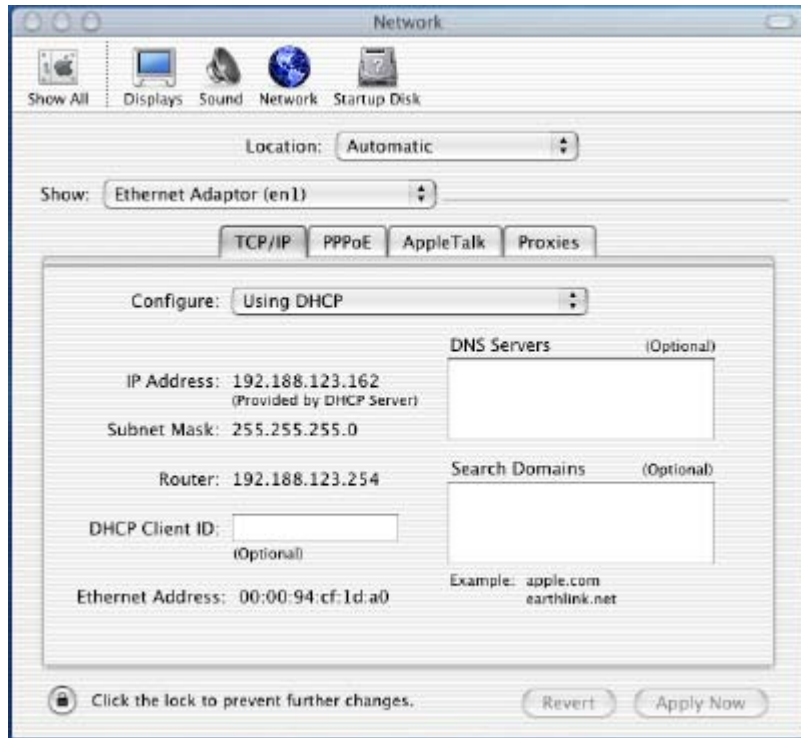 Network
Show All Displays Sound Network Startup Disk
Location: Automatic
Show: Ethernet Adaptor (en1)
TCP/IP PPPoE AppleTalk Proxies
Configure: Using DHCP
DNS Servers (Optional)
IP Address: 192.188.123.162
(Provided by DHCP Server)
Subnet Mask: 255.255.255.0
Search Domains (Optional)
Router: 192.188.123.254
DHCP Client ID:
(Optional)
Example: apple.com
earthlink.net
Ethernet Address: 00:00:94:cf:1d:a0
Click the lock to prevent further changes.
Revert Apply Now